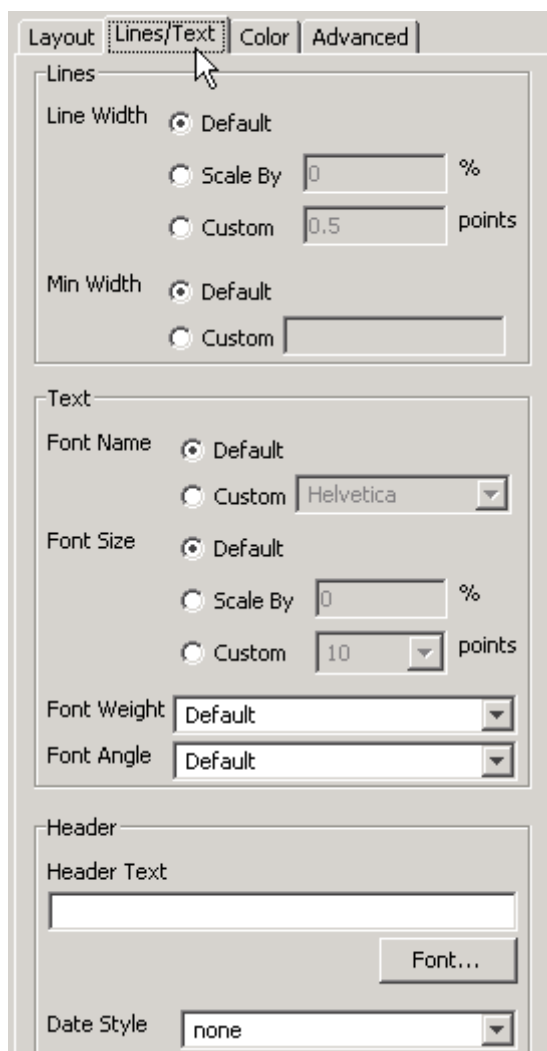 Layout Lines/Text Color Advanced
Lines
Line Width Default
Scale By 0 %
Custom 0.5 points
Min Width Default
Custom
Text
Font Name Default
Custom Helvetica
Font Size Default
Scale By 0 %
Custom 10 points
Font Weight Default
Font Angle Default
Header
Header Text
Font...
Date Style none